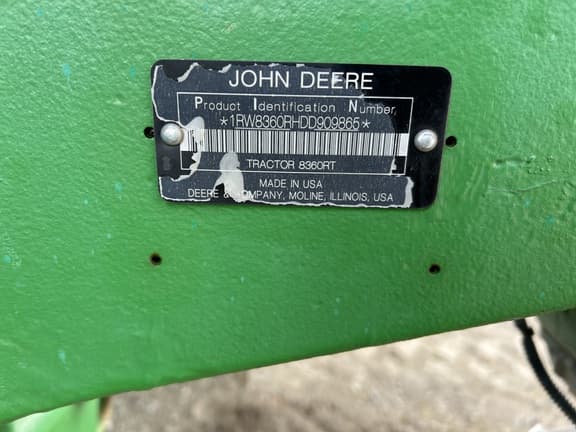 JOHN DEERE
Product Identification Number
*1RW8360RHDD909865*
TRACTOR 8360RT
MADE IN USA
DEERE & COMPANY, MOLINE, ILLINOIS, USA